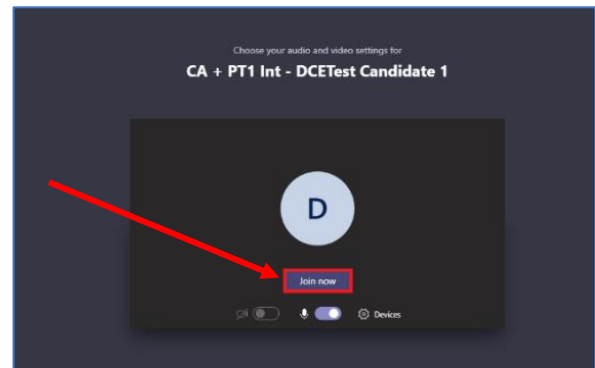 Choose your audio and video settings for
CA + PT1 Int - DCETest Candidate 1
D
Join now
Devices